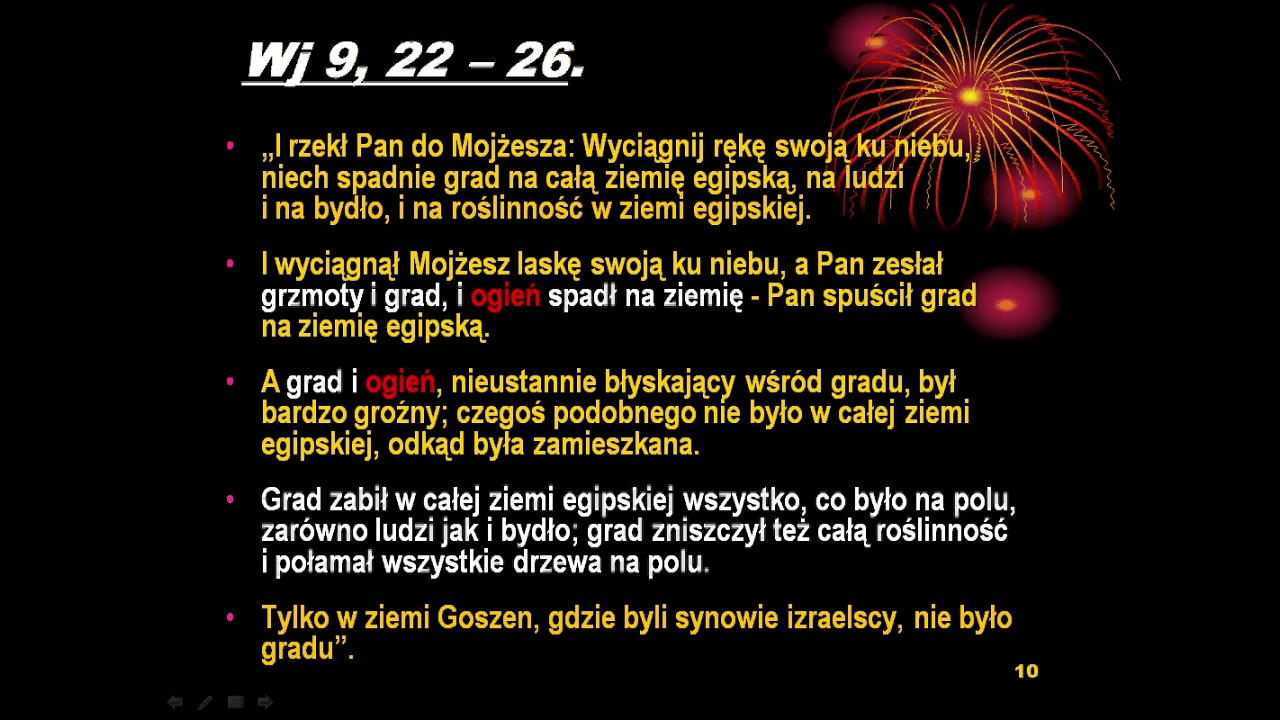 Wj 9, 22 – 26.
• „I rzekł Pan do Mojżesza: Wyciągnij rękę swoją ku niebu,
niech spadnie grad na całą ziemię egipską, na ludzi
i na bydło, i na roślinność w ziemi egipskiej.
• I wyciągnął Mojżesz laskę swoją ku niebu, a Pan zesłał
grzmoty i grad, i ogień spadł na ziemię - Pan spuścił grad
na ziemię egipską.
• A grad i ogień, nieustannie błyskający wśród gradu, był
bardzo groźny; czegoś podobnego nie było w całej ziemi
egipskiej, odkąd była zamieszkana.
• Grad zabił w całej ziemi egipskiej wszystko, co było na polu,
zarówno ludzi jak i bydło; grad zniszczył też całą roślinność
i połamał wszystkie drzewa na polu.
• Tylko w ziemi Goszen, gdzie byli synowie izraelscy, nie było
gradu”.
10